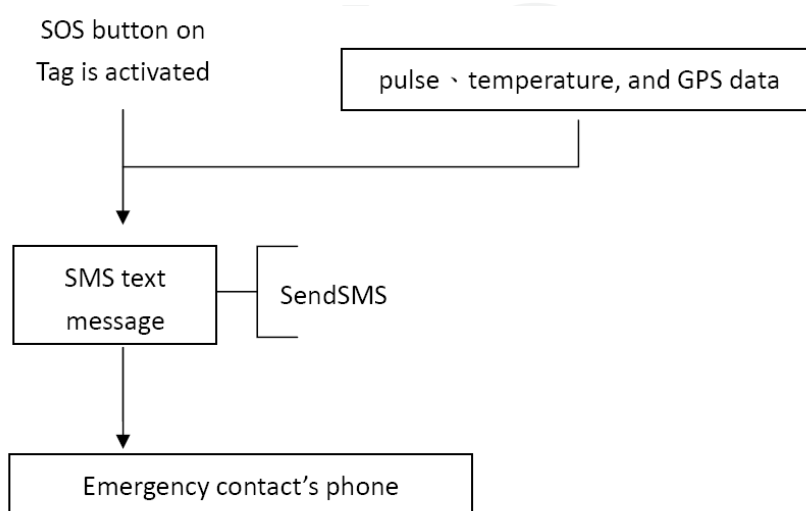 SOS button on
Tag is activated
pulse、temperature, and GPS data
SMS text
message
SendSMS
Emergency contact’s phone